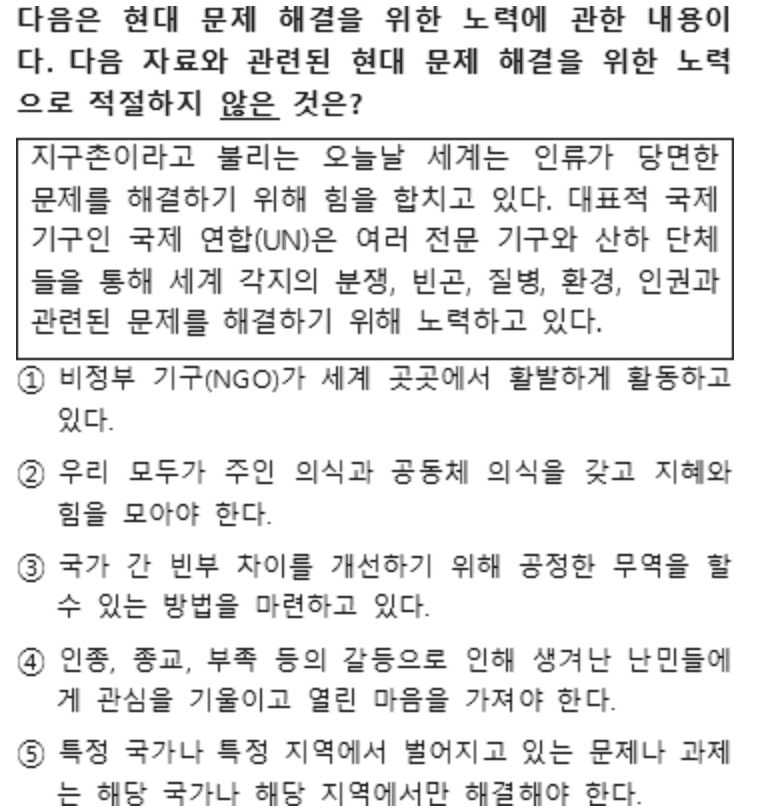 다음은 현대 문제 해결을 위한 노력에 관한 내용이
다. 다음 자료와 관련된 현대 문제 해결을 위한 노력
으로 적절하지 않은 것은?
지구촌이라고 불리는 오늘날 세계는 인류가 당면한
문제를 해결하기 위해 힘을 합치고 있다. 대표적 국제
기구인 국제 연합(UN)은 여러 전문 기구와 산하 단체
들을 통해 세계 각지의 분쟁, 빈곤, 질병, 환경, 인권과
관련된 문제를 해결하기 위해 노력하고 있다.
① 비정부 기구(NGO)가 세계 곳곳에서 활발하게 활동하고
있다.
② 우리 모두가 주인 의식과 공동체 의식을 갖고 지혜와
힘을 모아야 한다.
③ 국가 간 빈부 차이를 개선하기 위해 공정한 무역을 할
수 있는 방법을 마련하고 있다.
④ 인종, 종교, 부족 등의 갈등으로 인해 생겨난 난민들에
게 관심을 기울이고 열린 마음을 가져야 한다.
⑤ 특정 국가나 특정 지역에서 벌어지고 있는 문제나 과제
는 해당 국가나 해당 지역에서만 해결해야 한다.